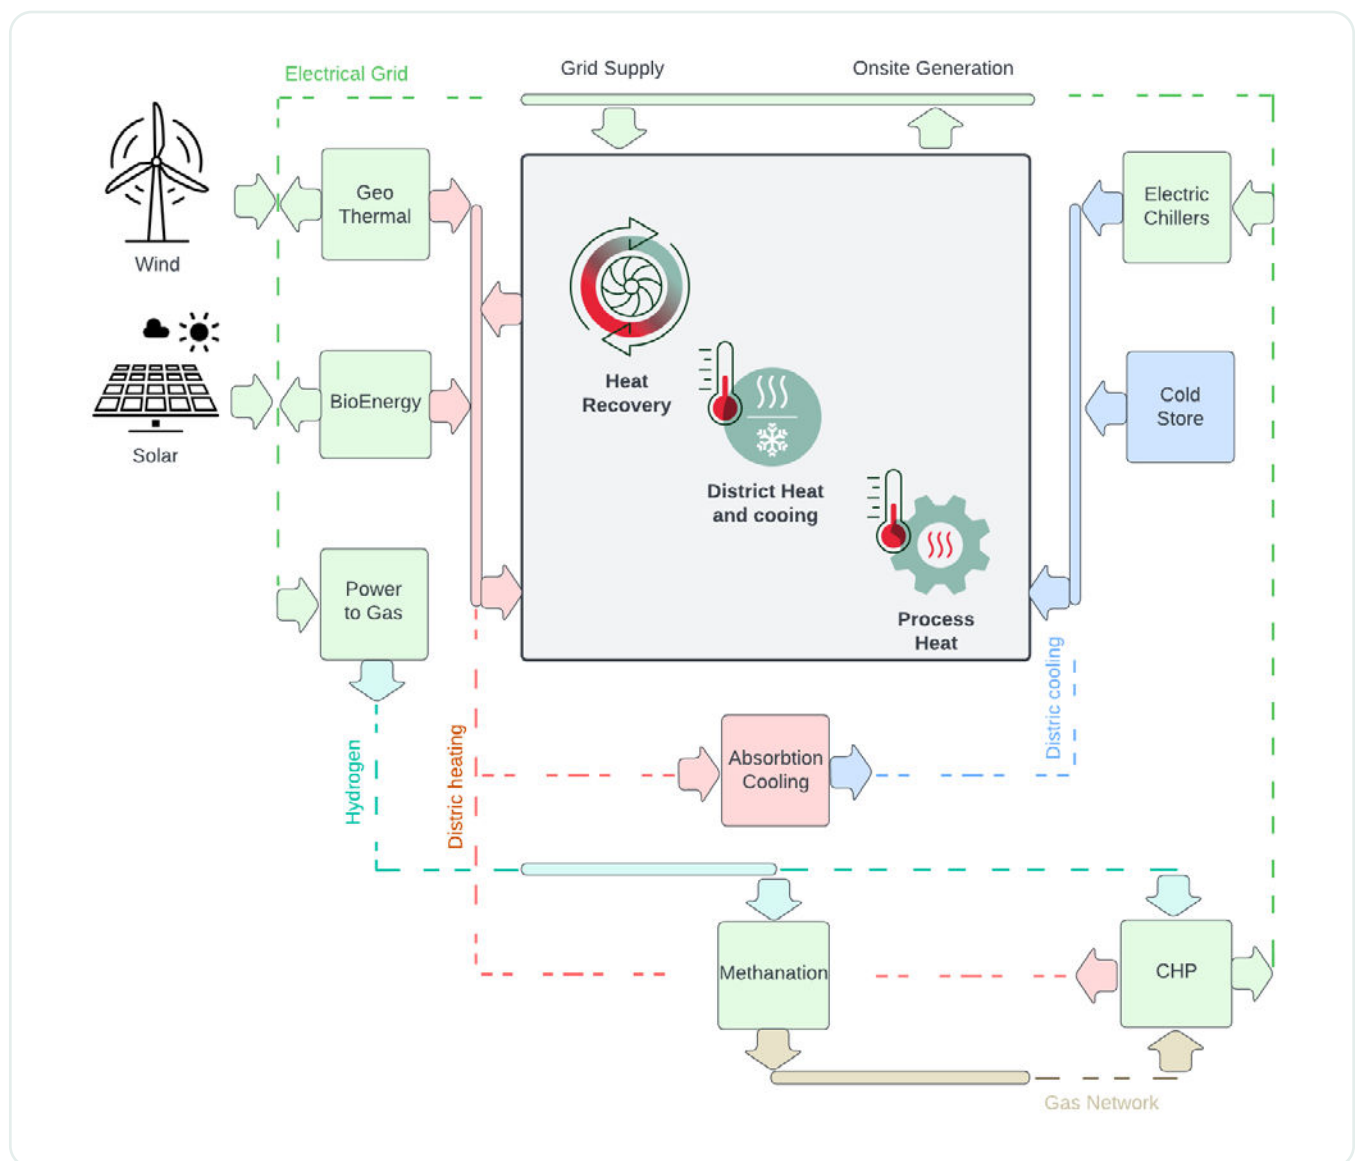 Electrical Grid
Grid Supply
Onsite Generation
Geo
Thermal
Electric
Chillers
Wind
Heat
Recovery
BioEnergy
Cold
Store
Solar
District Heat
and cooing
Power
to Gas
Process
Heat
Distric cooling
Hydrogen
Distric heating
Absorbtion
Cooling
Methanation
CHP
Gas Network